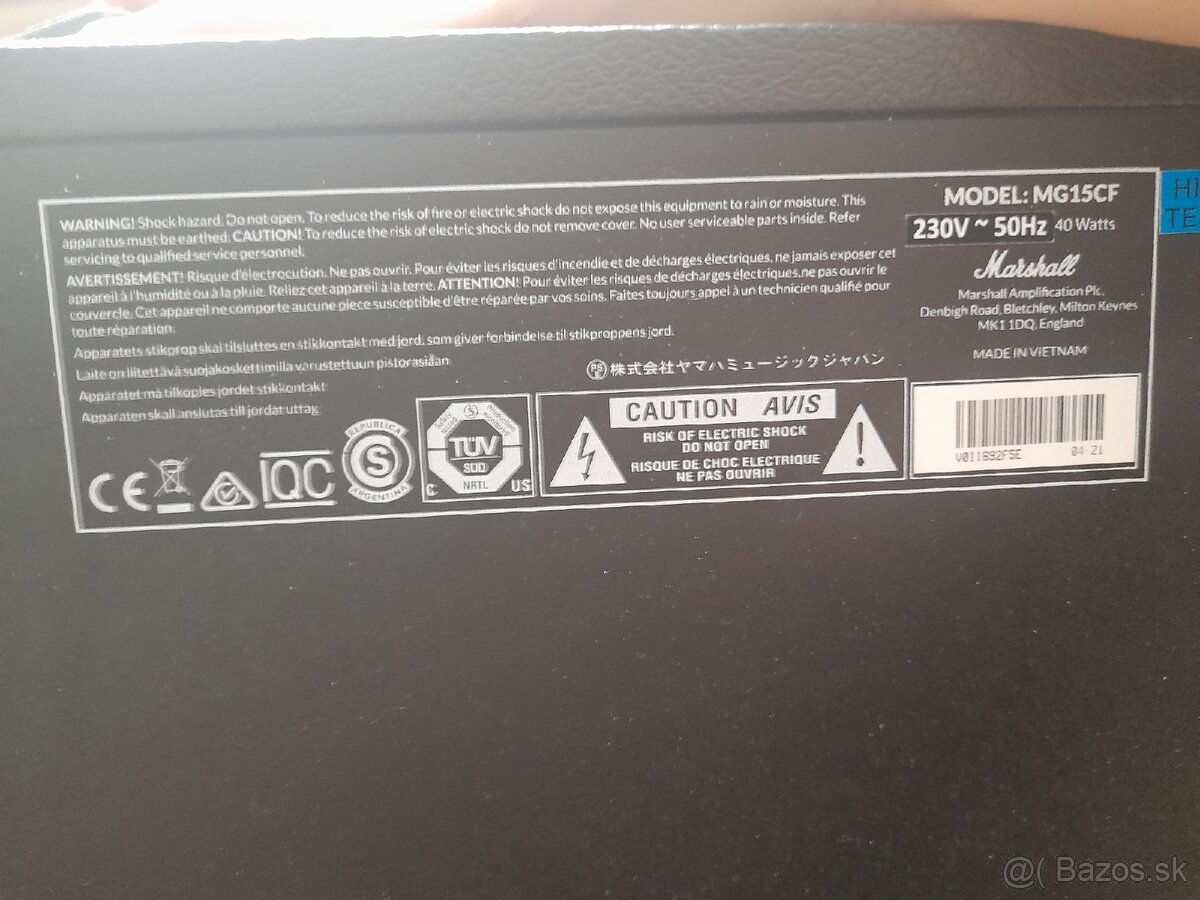 WARNING! Shock hazard. Do not open. To reduce the risk of fire or electric shock do not expose this equipment to rain or moisture. This
apparatus must be earthed. CAUTION! To reduce the risk of electric shock do not remove cover. No user serviceable parts inside. Refer
servicing to qualified service personnel.
AVERTISSEMENT! Risque d'électrocution. Ne pas ouvrir. Pour éviter les risques d'incendie et de décharges électriques, ne jamais exposer cet
appareil à l'humidité ou à la pluie. Reliez cet appareil à la terre. ATTENTION! Pour éviter les risques de décharges électriques, ne pas ouvrir le
couvercle. Cet appareil ne comporte aucune piece susceptible d'être réparée par vos soins. Faites toujours appel à un technicien qualifié pour
toute réparation.
Apparatets stikprop skal tilsluttes en stikkontakt med jord, som giver forbindelse til stikproppens jord.
Laite on liitettävä suojakoskettimilla varustettuun pistorasiaan
Apparatet må tilkoples jordet stikkontakt
Apparaten skall anslutas till jordat uttag
PS E 株式会社ヤマハミュージックジャパン
MODEL: MG15CF
230V ~ 50Hz 40 Watts
Marshall
Marshall Amplification Plc.
Denbigh Road, Bletchley, Milton Keynes
MK1 1DQ, England
MADE IN VIETNAM
CE
IQC
REPUBLICA
S
ARGENTINA
Safety tested
S
Production monitored
TÜV
SÜD
NRTL
C US
CAUTION AVIS
RISK OF ELECTRIC SHOCK
DO NOT OPEN
RISQUE DE CHOC ELECTRIQUE
NE PAS OUVRIR
V011692F5E 04-21
@( Bazos.sk